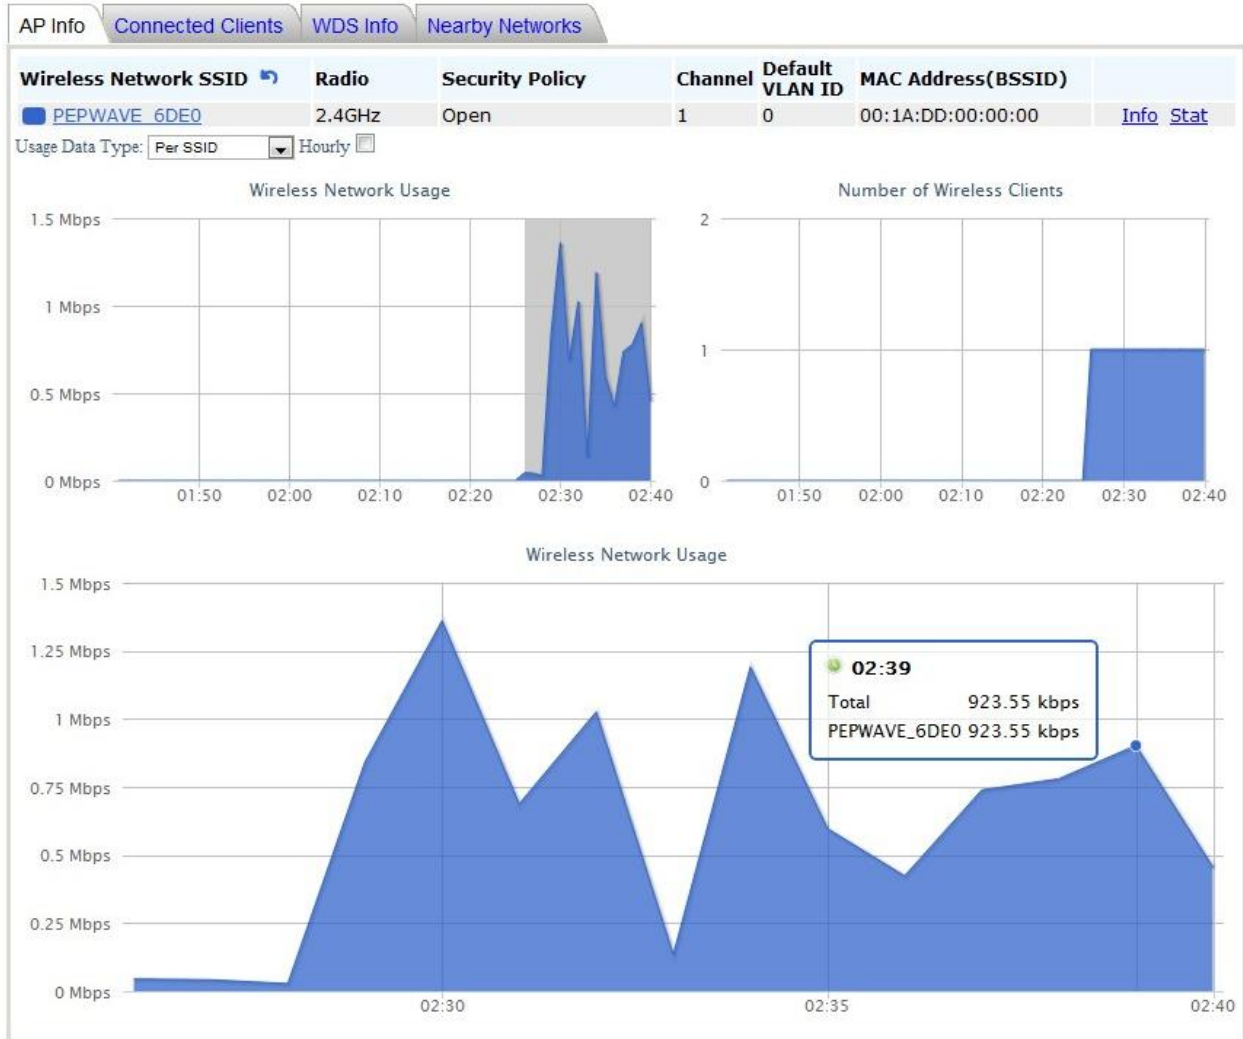 AP Info Connected Clients WDS Info Nearby Networks
Wireless Network SSID Radio Security Policy Channel Default VLAN ID MAC Address(BSSID)
PEPWAVE_6DE0 2.4GHz Open 1 0 00:1A:DD:00:00:00 Info Stat
Usage Data Type: Per SSID Hourly
Wireless Network Usage
1.5 Mbps
1 Mbps
0.5 Mbps
0 Mbps
01:50 02:00 02:10 02:20 02:30 02:40
Number of Wireless Clients
2
1
0
01:50 02:00 02:10 02:20 02:30 02:40
Wireless Network Usage
1.5 Mbps
1.25 Mbps
1 Mbps
0.75 Mbps
0.5 Mbps
0.25 Mbps
0 Mbps
02:39
Total 923.55 kbps
PEPWAVE_6DE0 923.55 kbps
02:30 02:35 02:40